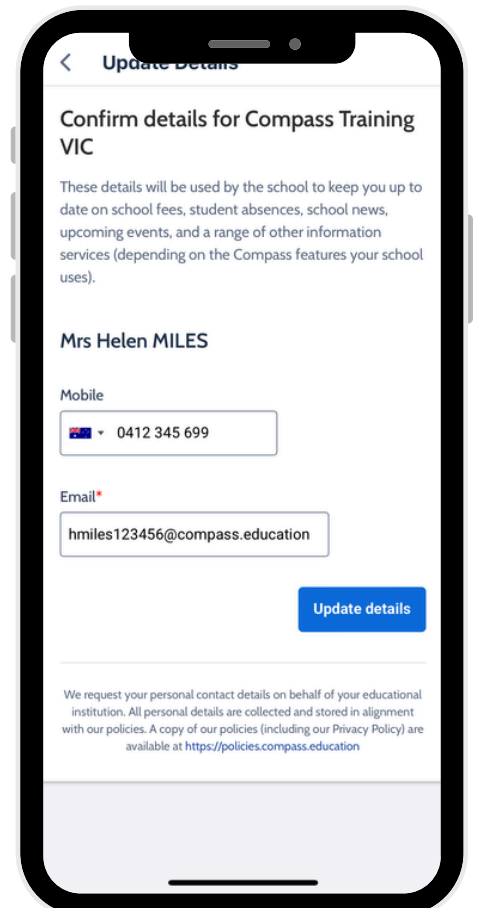 Update Details
Confirm details for Compass Training
VIC
These details will be used by the school to keep you up to
date on school fees, student absences, school news,
upcoming events, and a range of other information
services (depending on the Compass features your school
uses).
Mrs Helen MILES
Mobile
0412 345 699
Email*
hmiles123456@compass.education
Update details
We request your personal contact details on behalf of your educational
institution. All personal details are collected and stored in alignment
with our policies. A copy of our policies (including our Privacy Policy) are
available at https://policies.compass.education